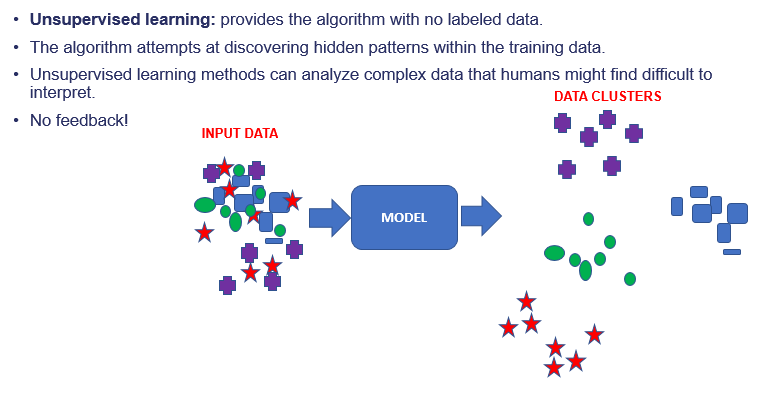 • Unsupervised learning: provides the algorithm with no labeled data.
• The algorithm attempts at discovering hidden patterns within the training data.
• Unsupervised learning methods can analyze complex data that humans might find difficult to
interpret.
• No feedback!
DATA CLUSTERS
INPUT DATA
MODEL